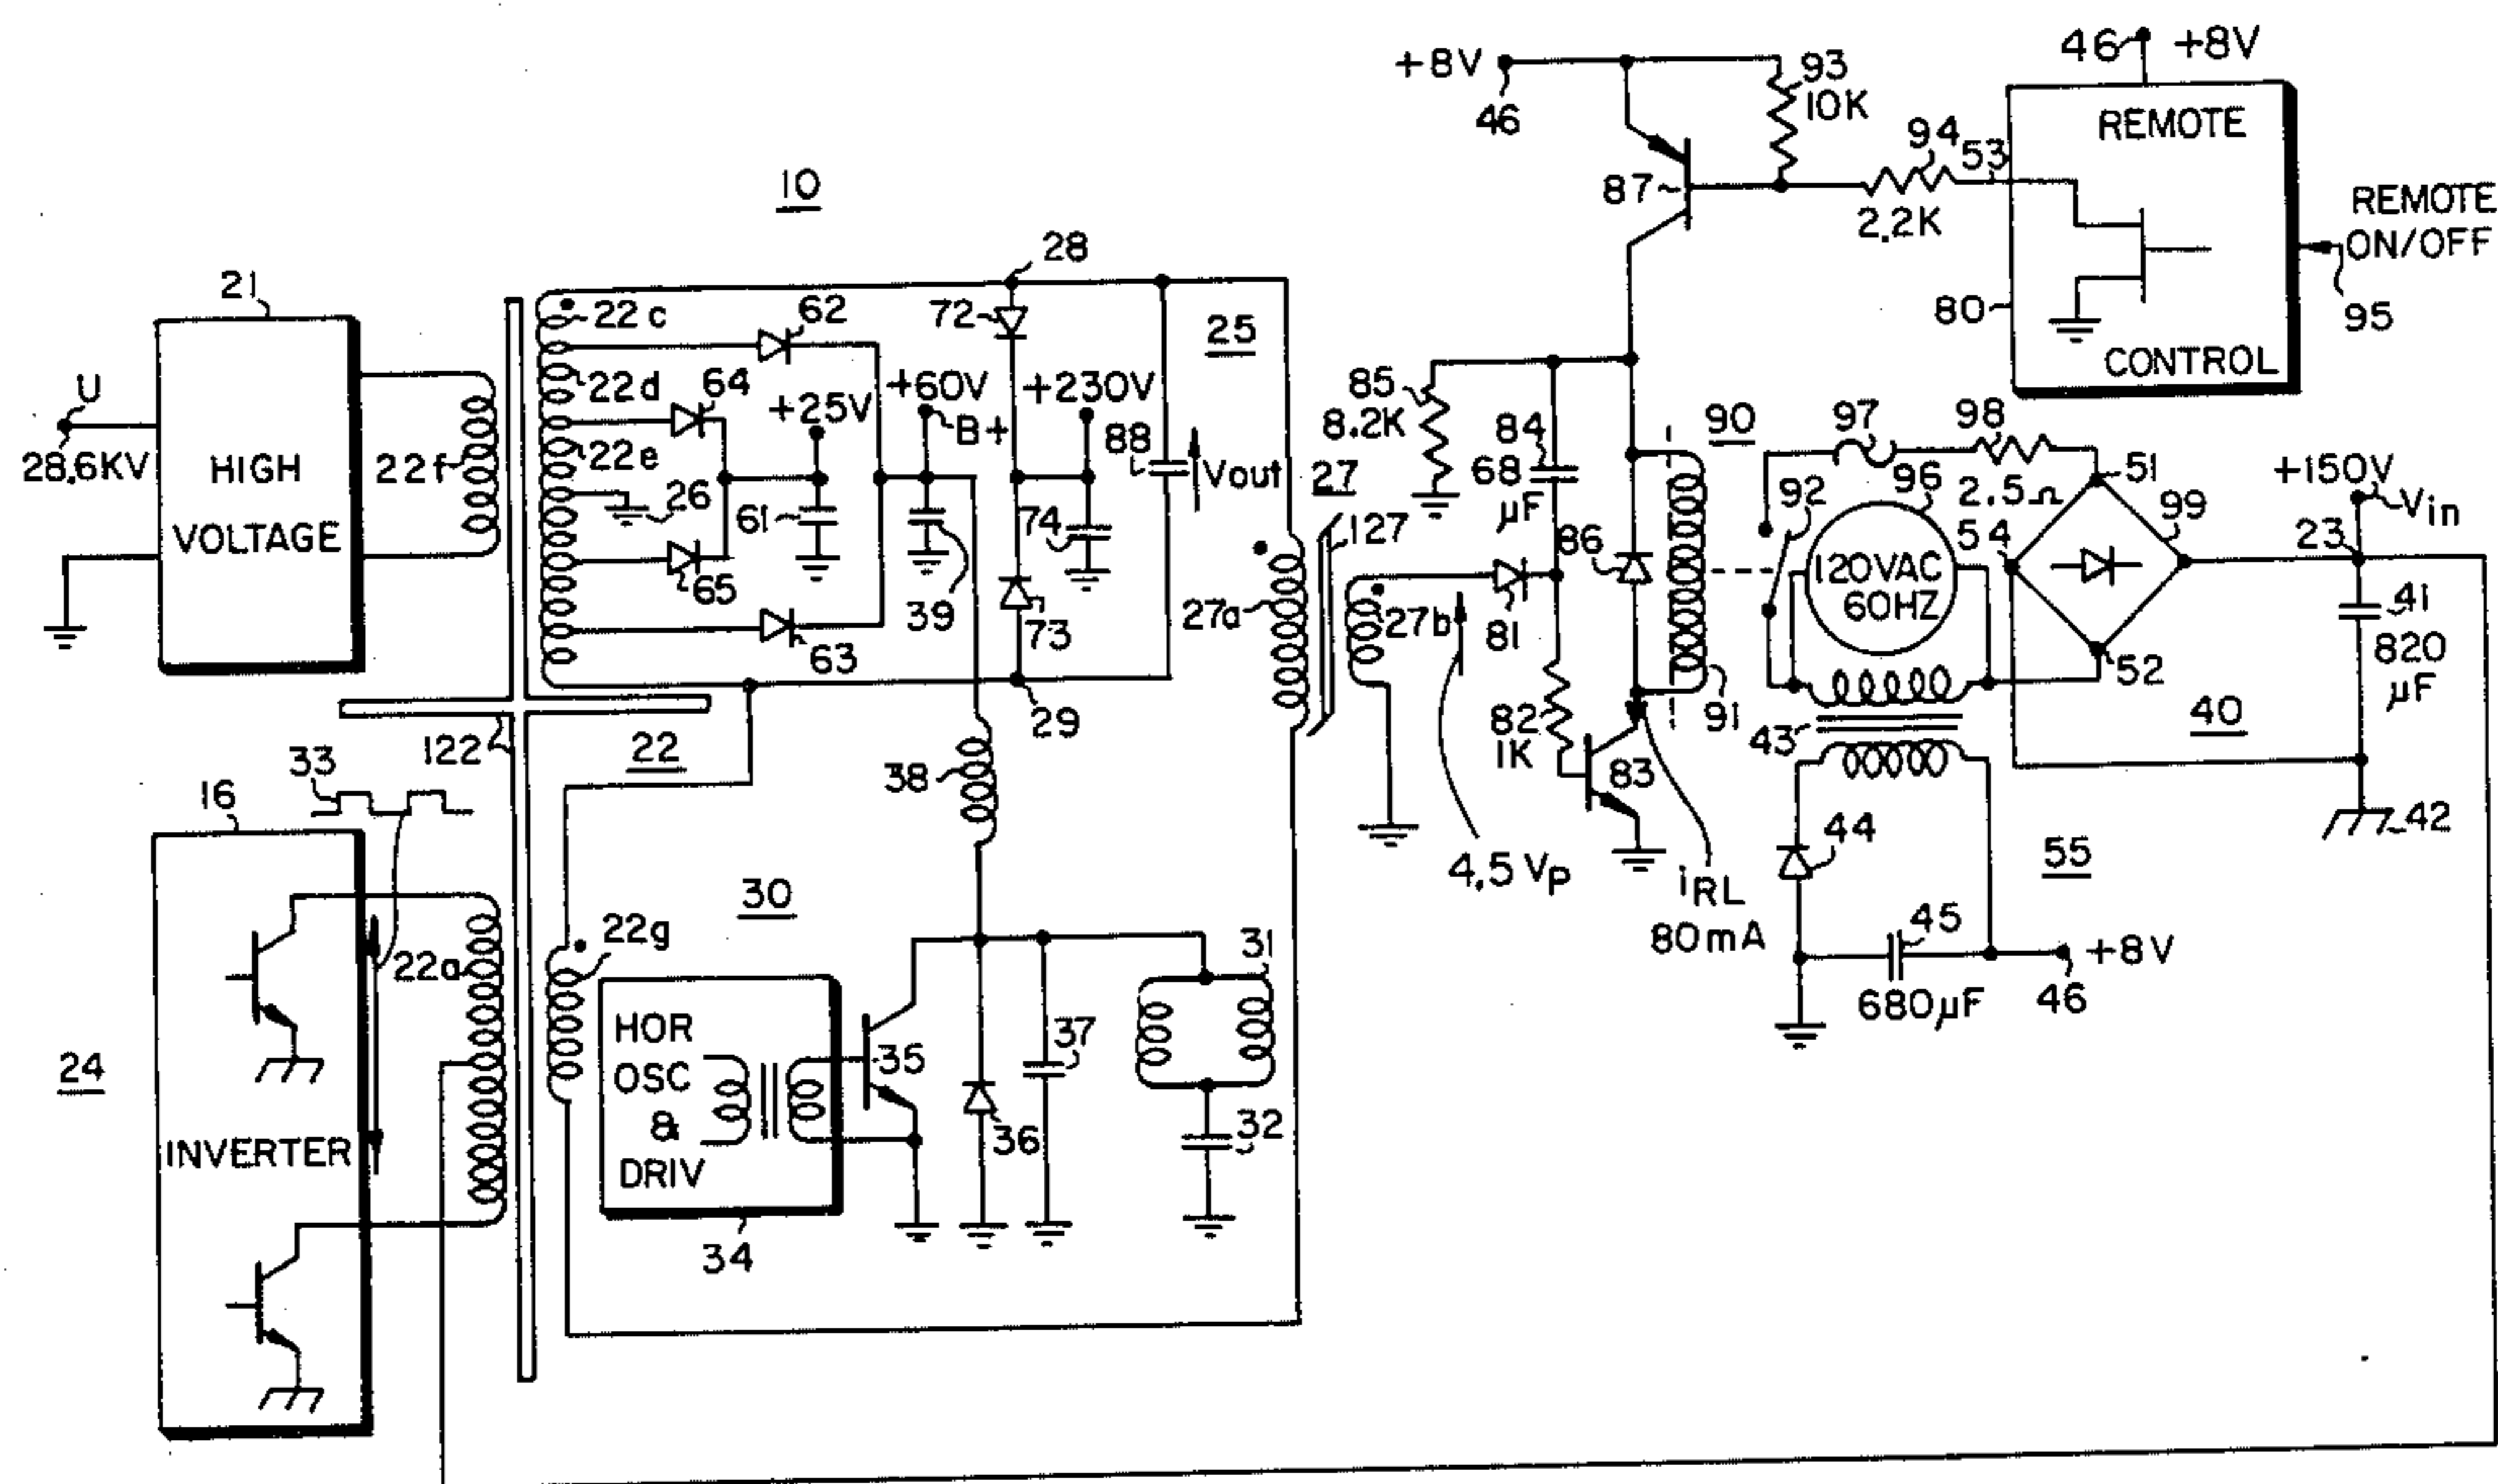 46 +8V
+8V
46
93
10K
REMOTE
94
53
87
2.2K
REMOTE
ON/OFF
95
80
CONTROL
10
21
28
22c
62
72
25
U
28.6KV
HIGH
VOLTAGE
22f
22d
64
+25V
+60V
B+
+230V
88
Vout
22e
26
61
39
74
65
63
73
29
85
8.2K
84
68
μF
86
90
97
98
96
92
2.5Ω
51
99
+150V
Vin
23
54
120VAC
60HZ
52
41
820
μF
40
42
27
127
27a
27b
81
82
1K
83
91
43
4.5 Vp
iRL
80mA
44
55
45
680μF
+8V
46
122
22
33
16
38
30
22g
22a
24
INVERTER
HOR
OSC
&
DRIV
34
35
36
37
31
32